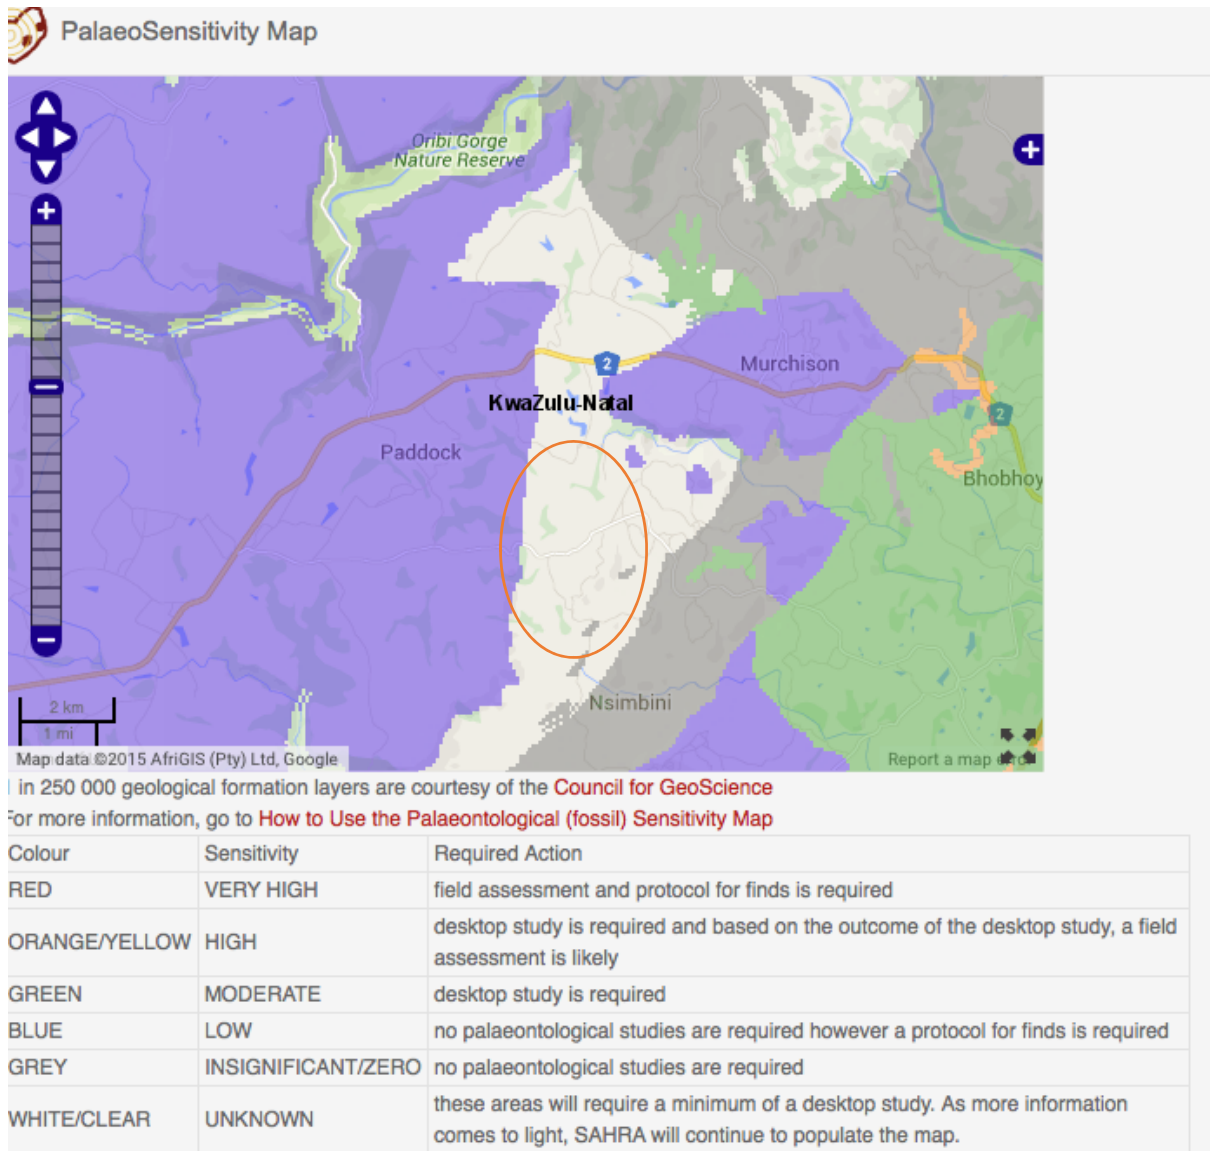 PalaeoSensitivity Map
Oribi Gorge
Nature Reserve
2
Murchison
KwaZulu-Natal
2
Paddock
Bhobhoy
Nsimbini
2 km
1 mi
Map data ©2015 AfriGIS (Pty) Ltd, Google
Report a map
in 250 000 geological formation layers are courtesy of the Council for GeoScience
For more information, go to How to Use the Palaeontological (fossil) Sensitivity Map
Colour Sensitivity Required Action
RED VERY HIGH field assessment and protocol for finds is required
ORANGE/YELLOW HIGH desktop study is required and based on the outcome of the desktop study, a field
assessment is likely
GREEN MODERATE desktop study is required
BLUE LOW no palaeontological studies are required however a protocol for finds is required
GREY INSIGNIFICANT/ZERO no palaeontological studies are required
WHITE/CLEAR UNKNOWN these areas will require a minimum of a desktop study. As more information
comes to light, SAHRA will continue to populate the map.